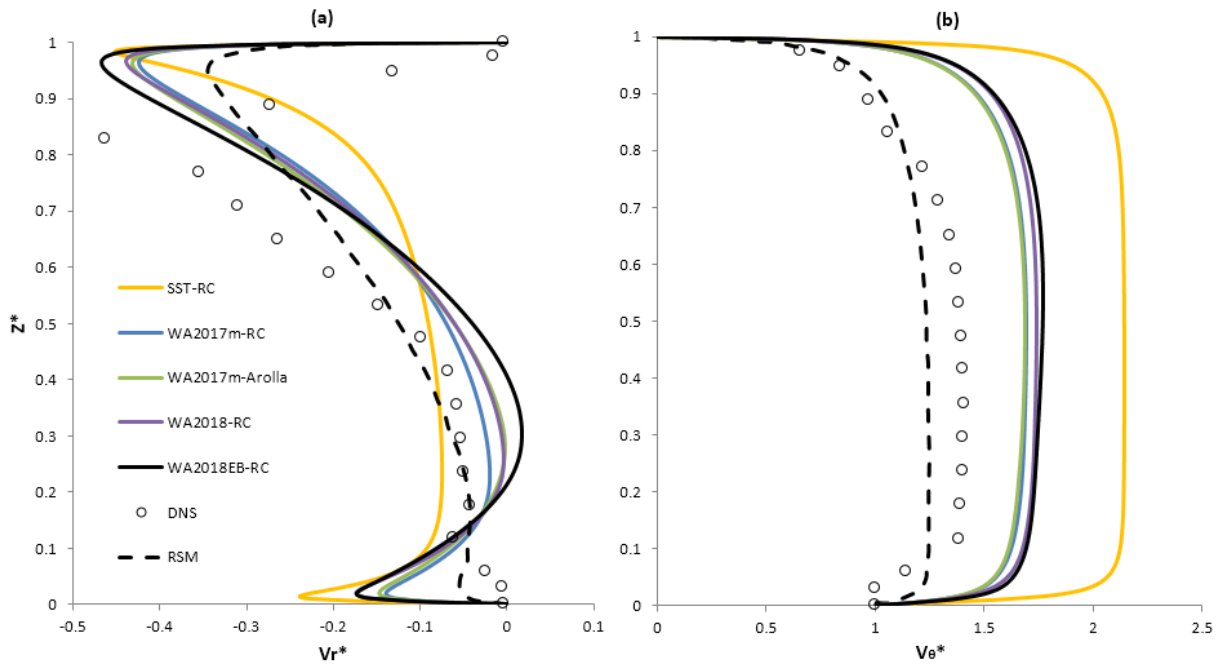 (a)
(b)
1
0.9
0.8
0.7
0.6
0.5
0.4
0.3
0.2
0.1
0
Z*
SST-RC
WA2017m-RC
WA2017m-Arolla
WA2018-RC
WA2018EB-RC
DNS
RSM
-0.5
-0.4
-0.3
-0.2
-0.1
0
0.1
Vr*
1
0.9
0.8
0.7
0.6
0.5
0.4
0.3
0.2
0.1
0
0
0.5
1
1.5
2
2.5
Vθ*